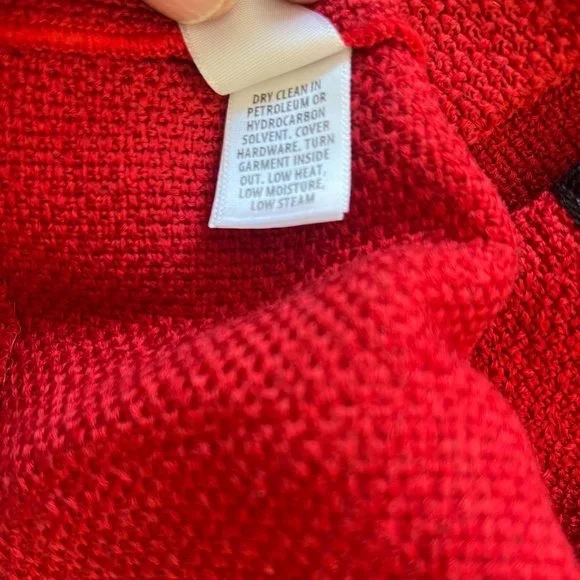 DRY CLEAN IN
PETROLEUM OR
HYDROCARBON
SOLVENT. COVER
HARDWARE. TURN
GARMENT INSIDE
OUT. LOW HEAT,
LOW MOISTURE,
LOW STEAM